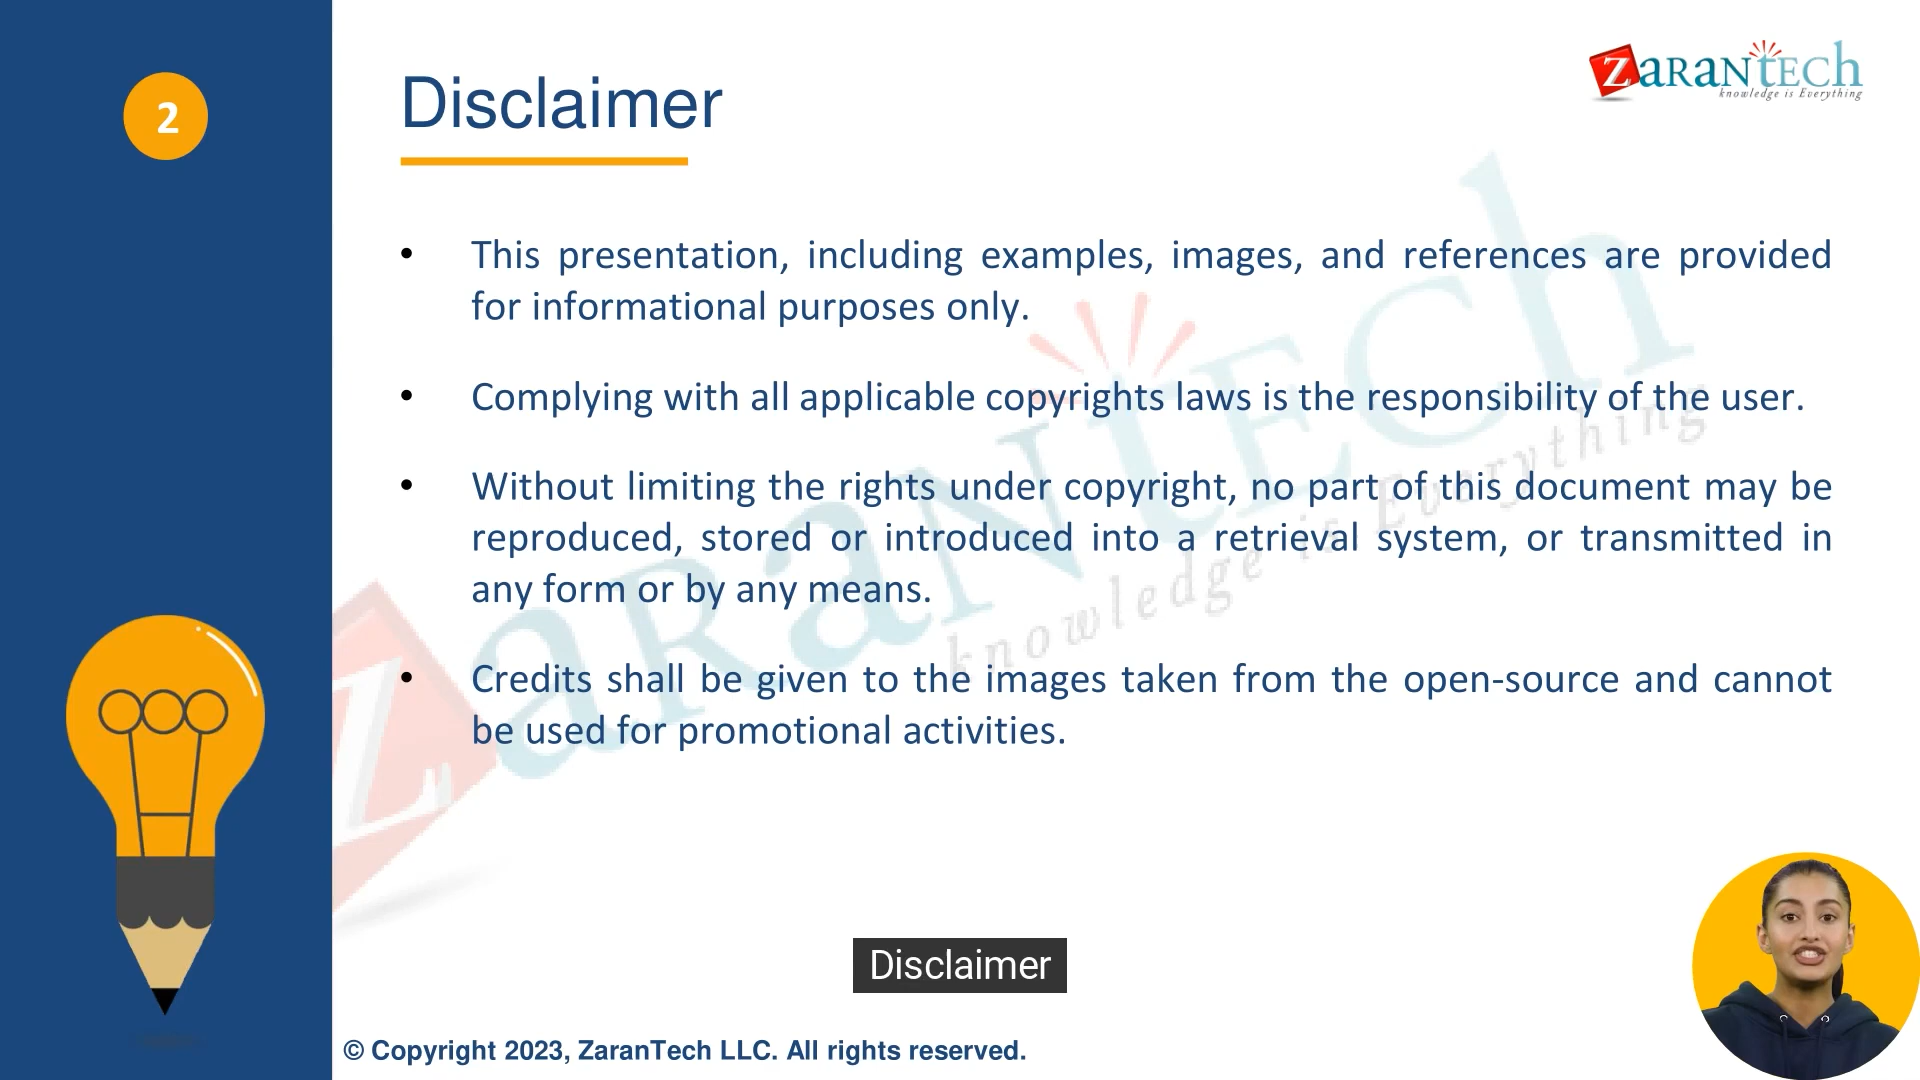 2
Disclaimer
ZaranTech
knowledge is Everything
• This presentation, including examples, images, and references are provided
for informational purposes only.
• Complying with all applicable copyrights laws is the responsibility of the user.
• Without limiting the rights under copyright, no part of this document may be
reproduced, stored or introduced into a retrieval system, or transmitted in
any form or by any means.
• Credits shall be given to the images taken from the open-source and cannot
be used for promotional activities.
ZaranTech
knowledge is Everything
Disclaimer
© Copyright 2023, ZaranTech LLC. All rights reserved.